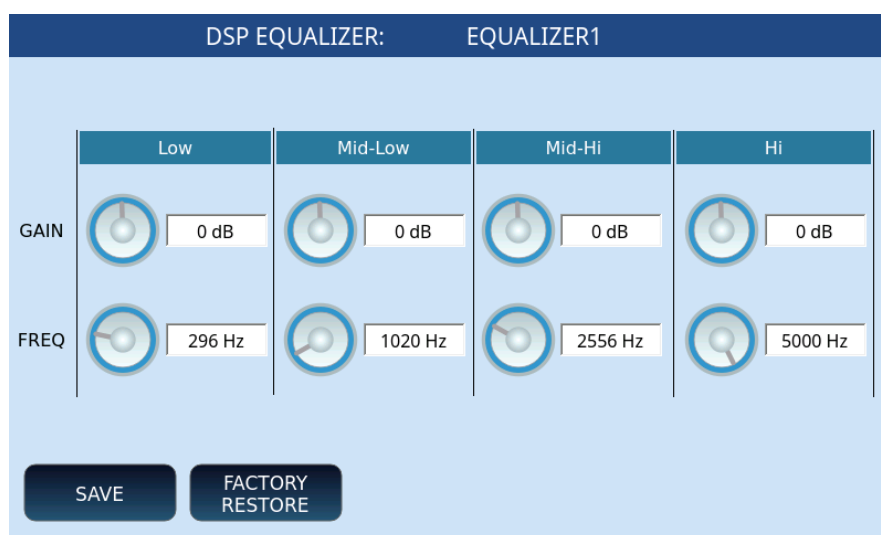 DSP EQUALIZER: EQUALIZER1
Low Mid-Low Mid-Hi Hi
GAIN 0 dB 0 dB 0 dB 0 dB
FREQ 296 Hz 1020 Hz 2556 Hz 5000 Hz
SAVE
FACTORY
RESTORE